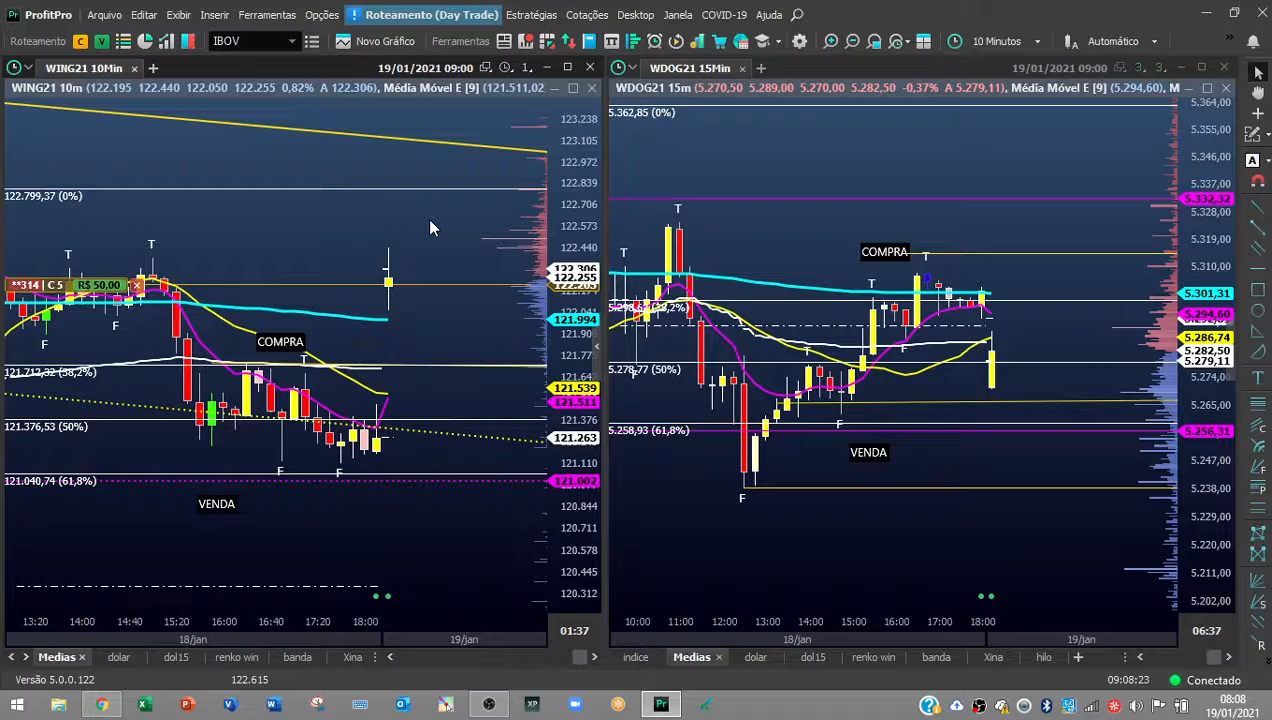 ProfitPro Arquivo Editar Exibir Inserir Ferramentas Opções ! Roteamento (Day Trade) Estratégias Cotações Desktop Janela COVID-19 Ajuda
Roteamento C V IBOV Novo Gráfico Ferramentas 10 Minutos Automático
WING21 10Min 19/01/2021 09:00 1.
WING21 10m (122.195 122.440 122.050 122.255 0,82% A 122.306), Média Móvel E [9] (121.511,02
123.238
123.105
122.972
122.839
122.706
122.573
122.440
122.306
122.255
121.994
121.775
121.539
121.511
121.376
121.263
121.110
121.002
120.844
120.711
120.578
120.445
120.312
122.799,37 (0%)
T
T
**314 | C 5 R$ 50,00
F
F
COMPRA
T
121.712,32 (38,2%)
121.376,53 (50%)
F
F
121.040,74 (61,8%)
VENDA
13:20 14:00 14:40 15:20 16:00 16:40 17:20 18:00
18/jan 19/jan
01:37
Medias dolar dol15 renko win banda Xina
WDOG21 15Min 19/01/2021 09:00 3. 3.
WDOG21 15m (5.270,50 5.289,00 5.270,00 5.282,50 -0,37% A 5.279,11), Média Móvel E [9] (5.294,60), M
5.364,00
5.355,00
5.346,00
5.337,00
5.332,32
5.328,00
5.319,00
5.310,00
5.301,31
5.294,60
5.286,74
5.282,50
5.279,11
5.274,00
5.265,00
5.256,31
5.247,00
5.238,00
5.229,00
5.220,00
5.211,00
5.202,00
5.362,85 (0%)
T
T
COMPRA
T
T
T
F
F
5.278,77 (50%)
F
5.258,93 (61,8%)
VENDA
F
10:00 11:00 12:00 13:00 14:00 15:00 16:00 17:00 18:00
18/jan 19/jan
06:37
indice Medias dolar dol15 renko win banda Xina hilo
Versão 5.0.0.122 122.615 09:08:23 Conectado
08:08
19/01/2021